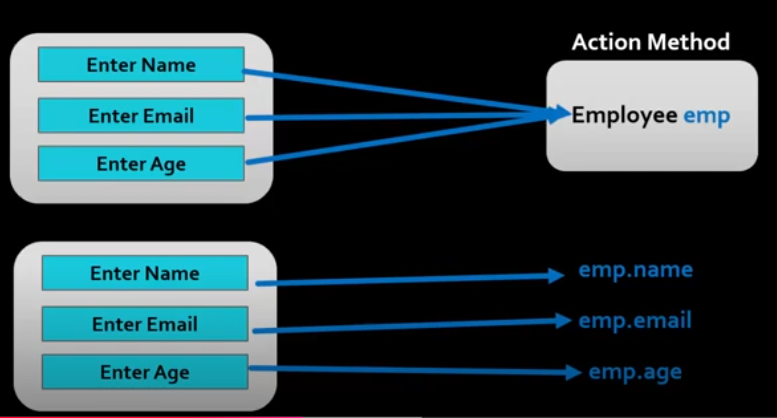 Action Method
Enter Name
Enter Email
Enter Age
Employee emp
Enter Name
Enter Email
Enter Age
emp.name
emp.email
emp.age